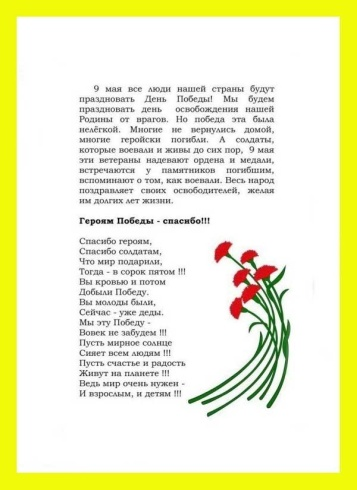 9 мая все люди нашей страны будут
праздновать День Победы! Мы будем
праздновать день освобождения нашей
Родины от врагов. Но победа эта была
нелёгкой. Многие не вернулись домой,
многие геройски погибли. А солдаты,
которые воевали и живы до сих пор, 9 мая
эти ветераны надевают ордена и медали,
встречаются у памятников погибшим,
вспоминают о том, как воевали. Весь народ
поздравляет своих освободителей, желая
им долгих лет жизни.
Героям Победы - спасибо!!!
Спасибо героям,
Спасибо солдатам,
Что мир подарили,
Тогда - в сорок пятом !!!
Вы кровью и потом
Добыли Победу.
Вы молоды были,
Сейчас - уже деды.
Мы эту Победу -
Вовек не забудем !!!
Пусть мирное солнце
Сияет всем людям !!!
Пусть счастье и радость
Живут на планете !!!
Ведь мир очень нужен -
И взрослым, и детям !!!